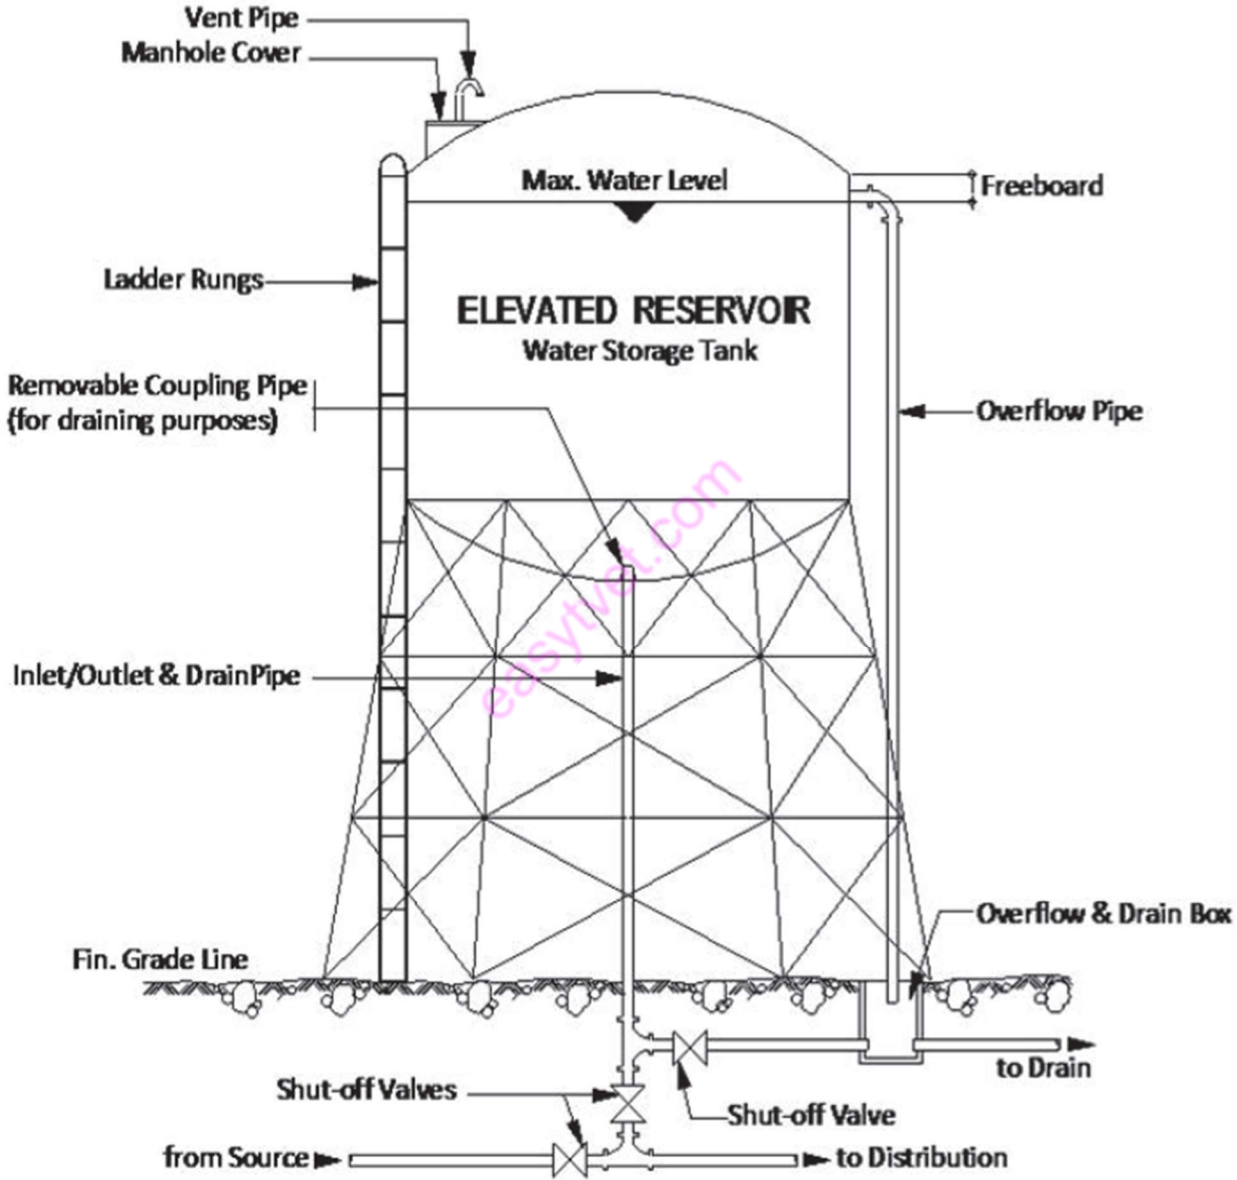 Vent Pipe
Manhole Cover
Max. Water Level
Freeboard
Ladder Rungs
ELEVATED RESERVOIR
Water Storage Tank
Removable Coupling Pipe
(for draining purposes)
Overflow Pipe
easytvet.com
Inlet/Outlet & DrainPipe
Overflow & Drain Box
Fin. Grade Line
to Drain
Shut-off Valves
Shut-off Valve
from Source
to Distribution